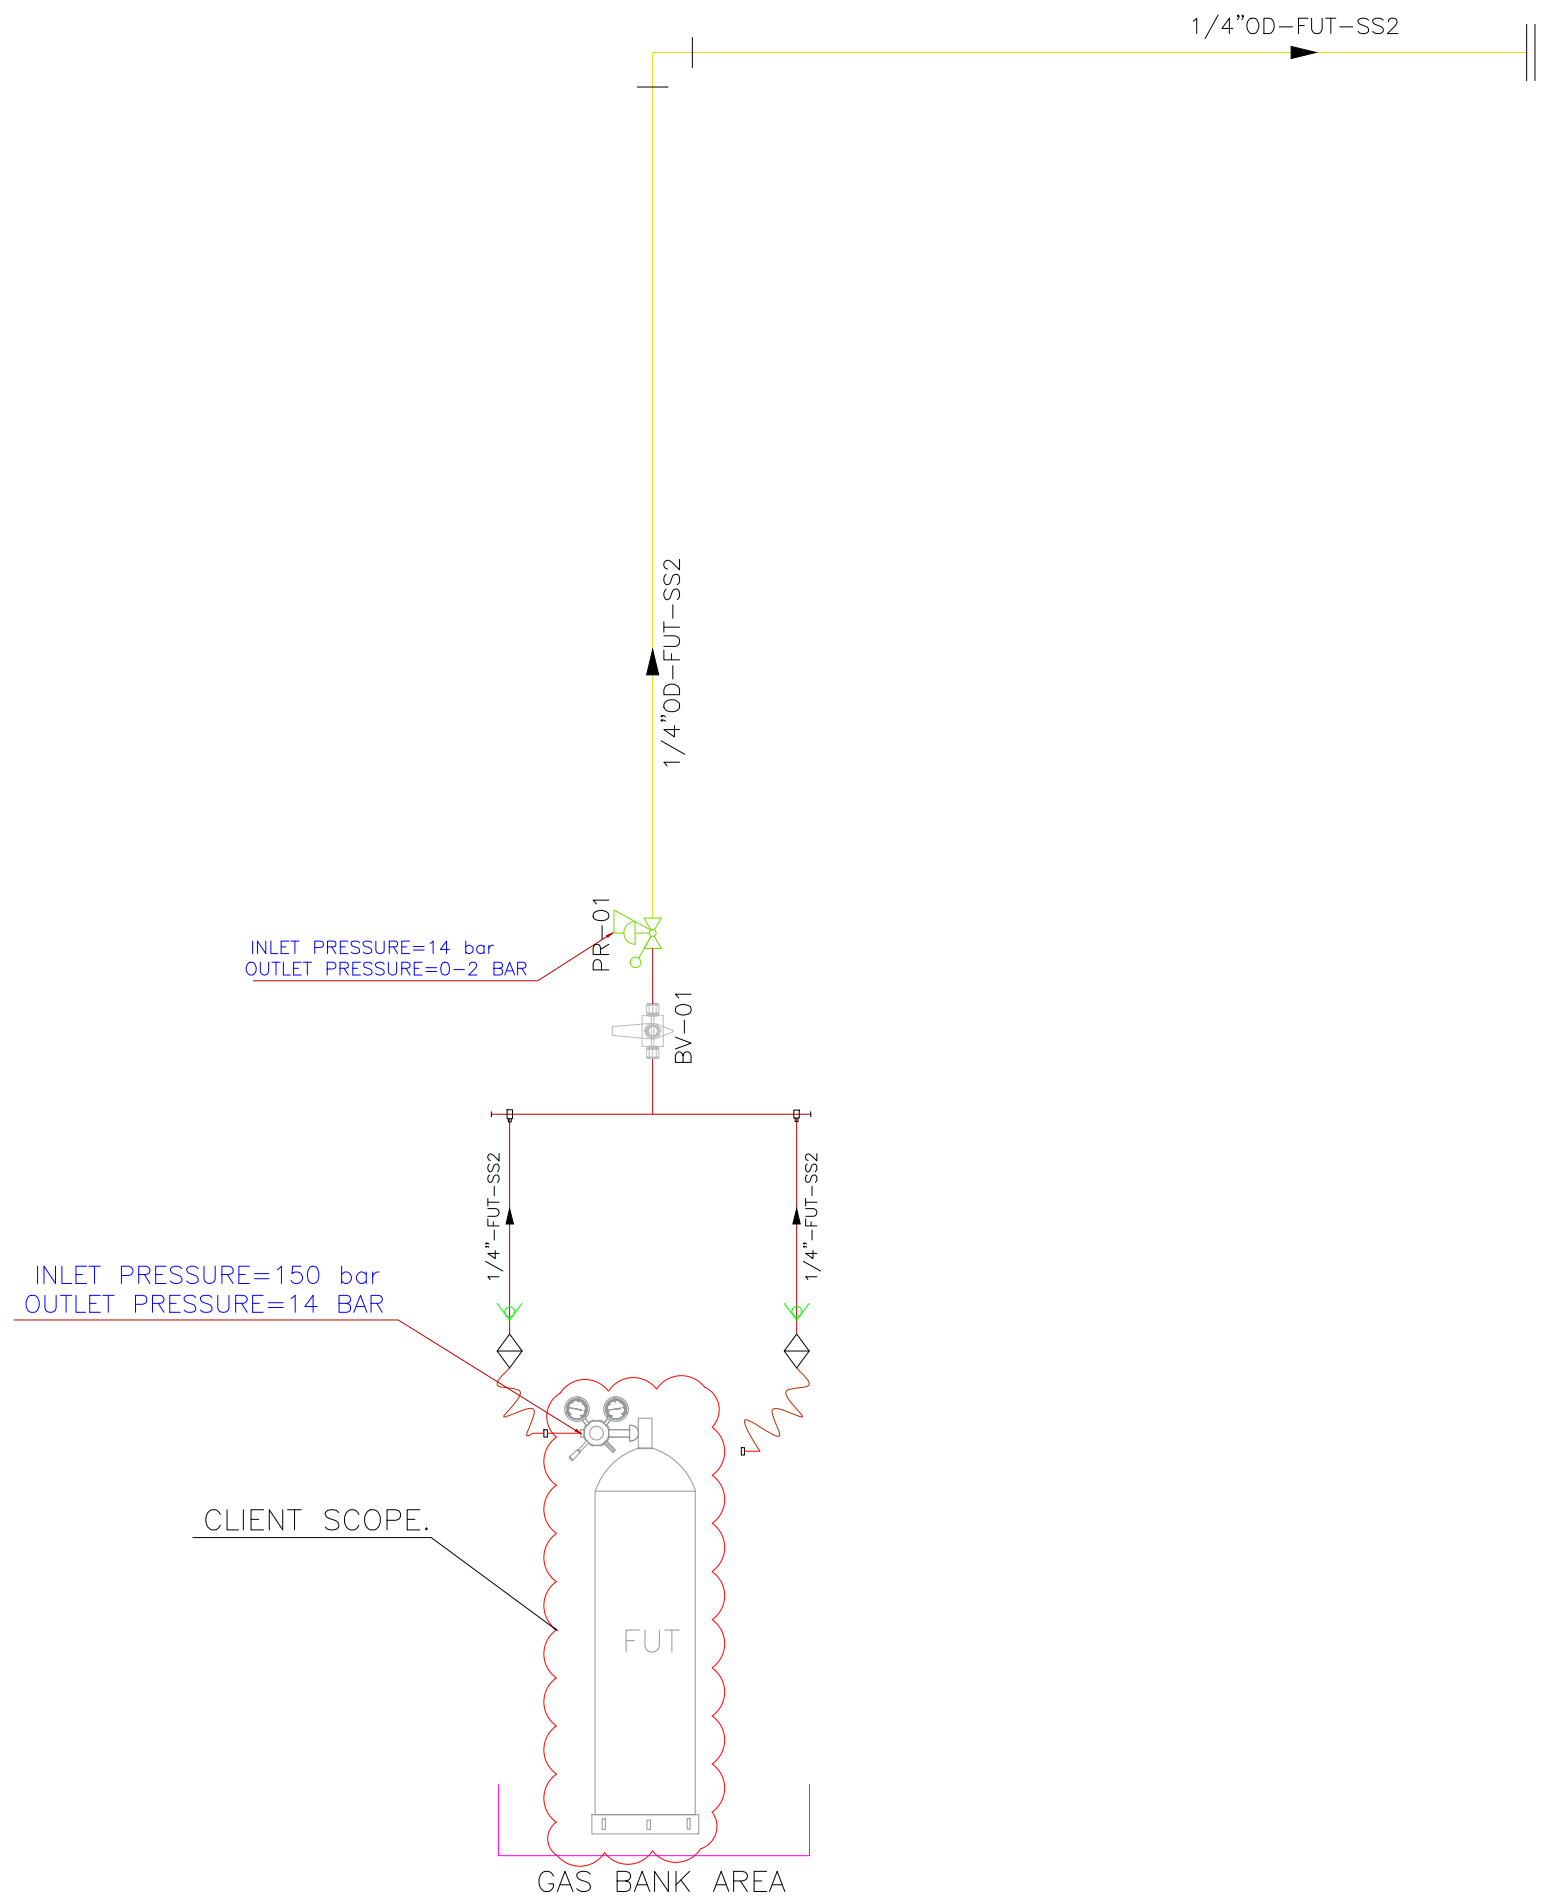 1/4"OD-FUT-SS2
1/4"OD-FUT-SS2
PR-01
INLET PRESSURE=14 bar
OUTLET PRESSURE=0-2 BAR
BV-01
1/4"-FUT-SS2
1/4"-FUT-SS2
INLET PRESSURE=150 bar
OUTLET PRESSURE=14 BAR
CLIENT SCOPE.
FUT
GAS BANK AREA